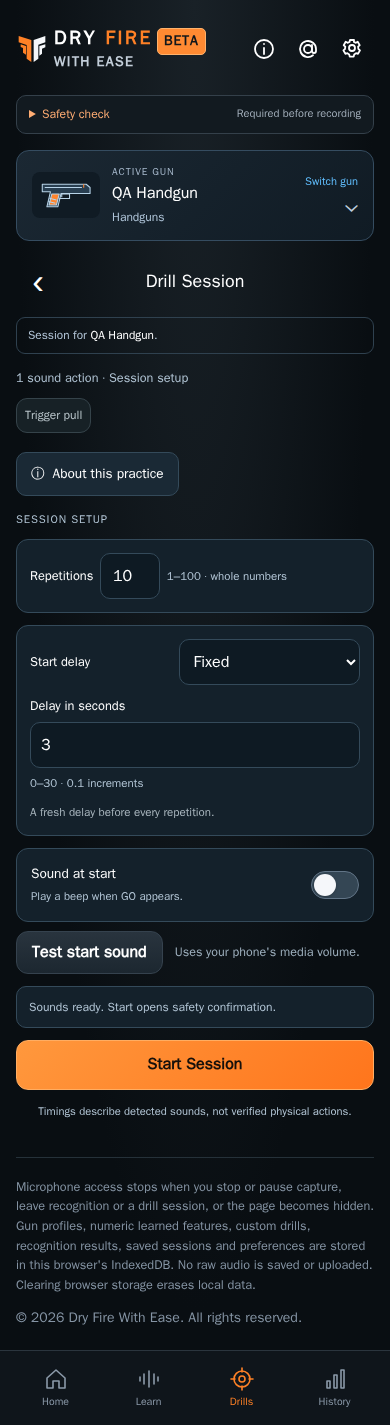 DRY FIRE BETA
WITH EASE
Safety check Required before recording
ACTIVE GUN
QA Handgun
Handguns
Switch gun
Drill Session
Session for QA Handgun.
1 sound action · Session setup
Trigger pull
About this practice
SESSION SETUP
Repetitions 10 1–100 · whole numbers
Start delay Fixed
Delay in seconds
3
0–30 · 0.1 increments
A fresh delay before every repetition.
Sound at start
Play a beep when GO appears.
Test start sound Uses your phone's media volume.
Sounds ready. Start opens safety confirmation.
Start Session
Timings describe detected sounds, not verified physical actions.
Microphone access stops when you stop or pause capture,
leave recognition or a drill session, or the page becomes hidden.
Gun profiles, numeric learned features, custom drills,
recognition results, saved sessions and preferences are stored
in this browser's IndexedDB. No raw audio is saved or uploaded.
Clearing browser storage erases local data.
© 2026 Dry Fire With Ease. All rights reserved.
Home Learn Drills History